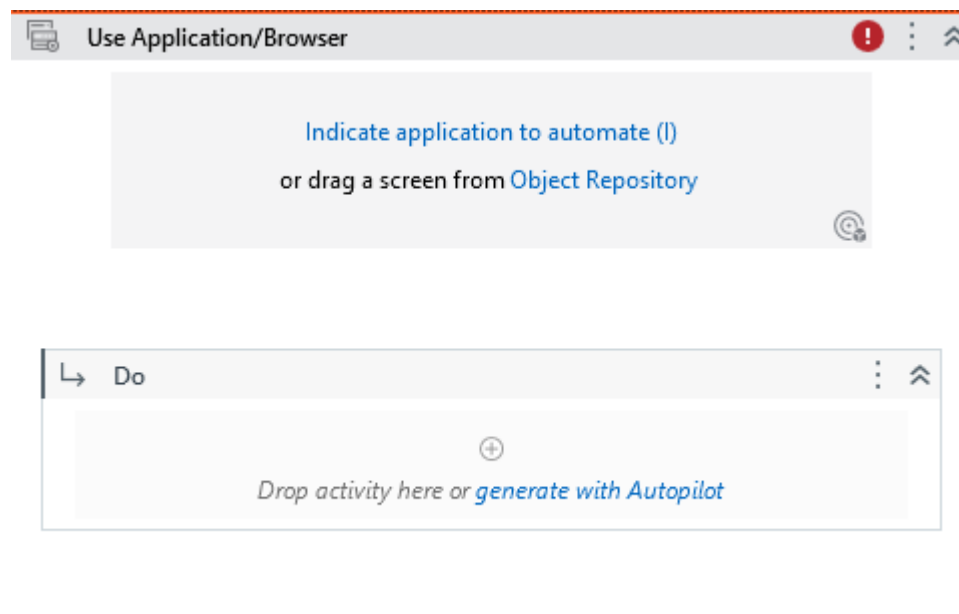 Use Application/Browser
Indicate application to automate (I)
or drag a screen from Object Repository
Do
Drop activity here or generate with Autopilot